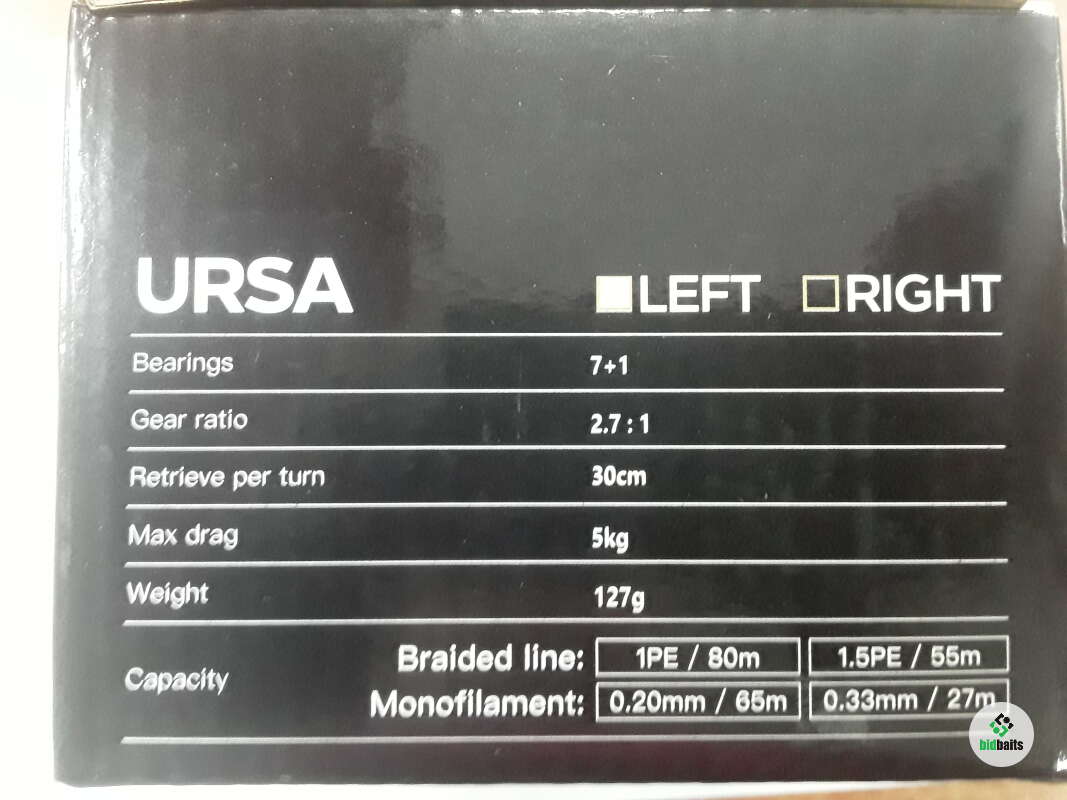 URSA LEFT RIGHT
Bearings 7+1
Gear ratio 2.7 : 1
Retrieve per turn 30cm
Max drag 5kg
Weight 127g
Capacity
Braided line: 1PE / 80m 1.5PE / 55m
Monofilament: 0.20mm / 65m 0.33mm / 27m
bidbaits